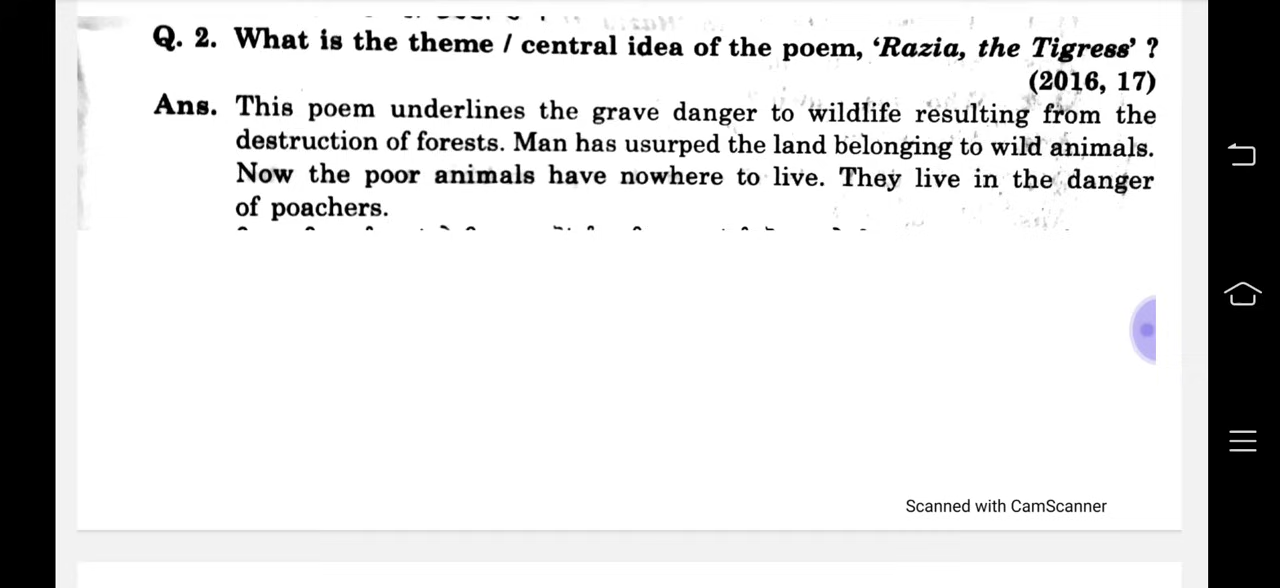 Q. 2. What is the theme / central idea of the poem, ‘Razia, the Tigress’ ?
(2016, 17)
Ans. This poem underlines the grave danger to wildlife resulting from the
destruction of forests. Man has usurped the land belonging to wild animals.
Now the poor animals have nowhere to live. They live in the danger
of poachers.
Scanned with CamScanner